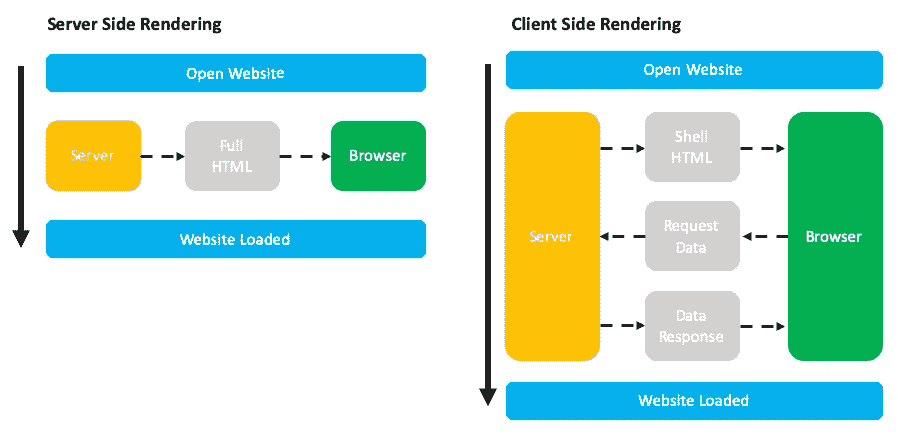 Server Side Rendering
Open Website
Server
Full
HTML
Browser
Website Loaded
Client Side Rendering
Open Website
Server
Shell
HTML
Request
Data
Data
Response
Browser
Website Loaded